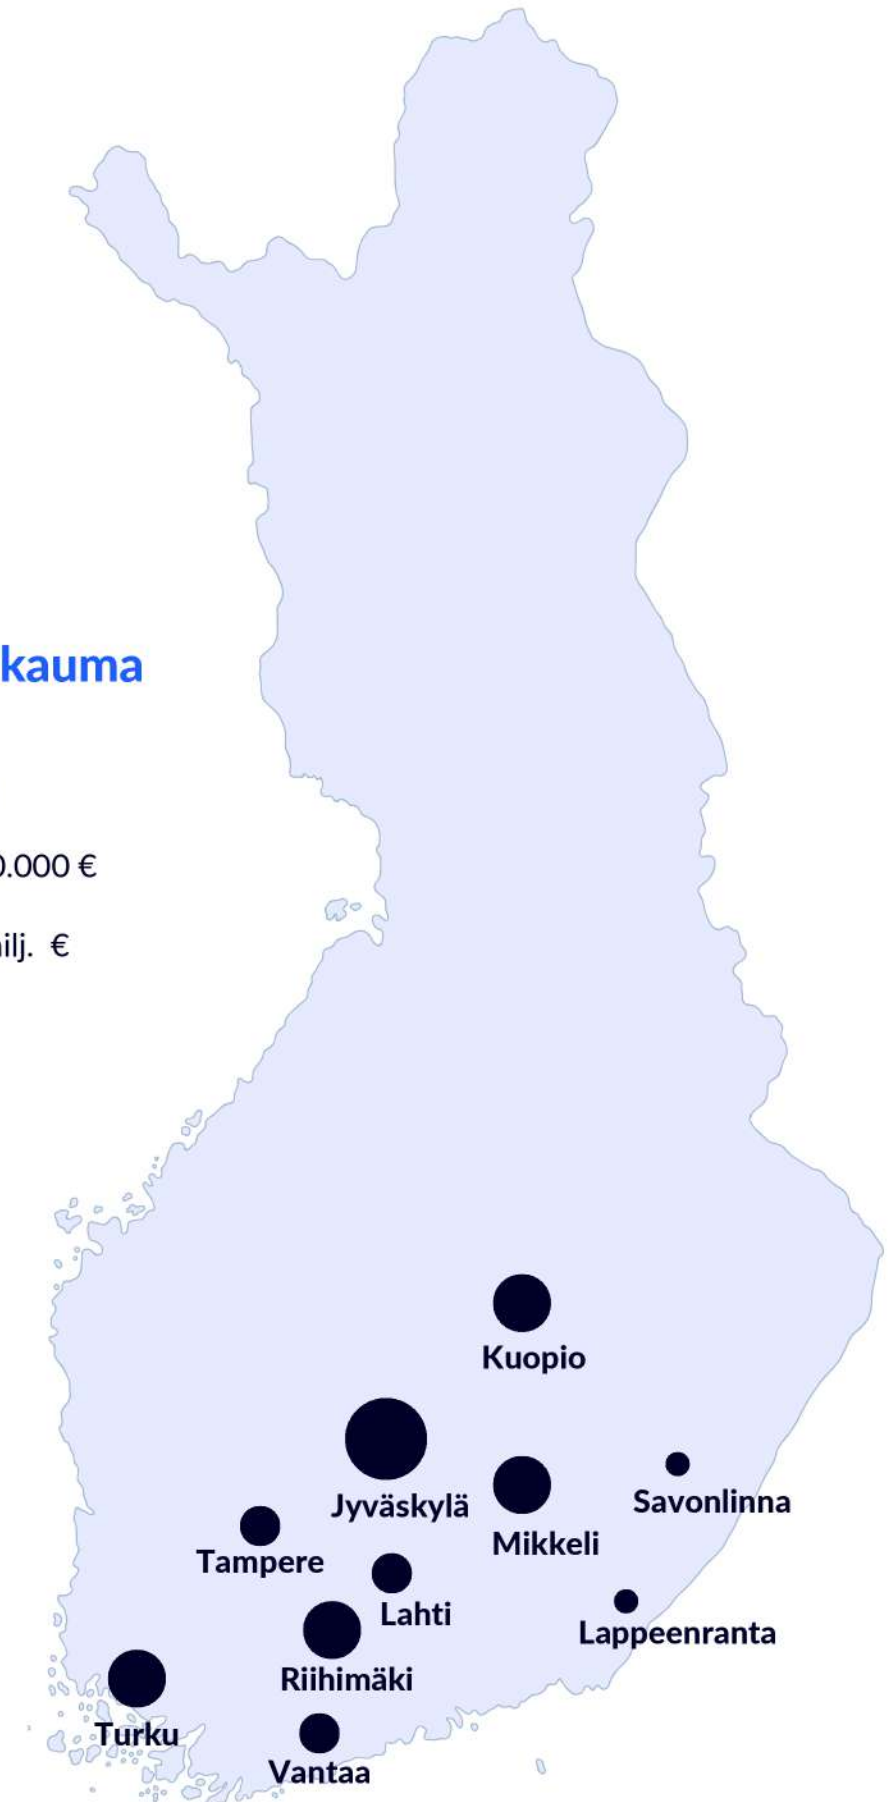 kauma
0.000 €
ilj. €
Kuopio
Jyväskylä
Savonlinna
Mikkeli
Tampere
Lahti
Lappeenranta
Riihimäki
Turku
Vantaa